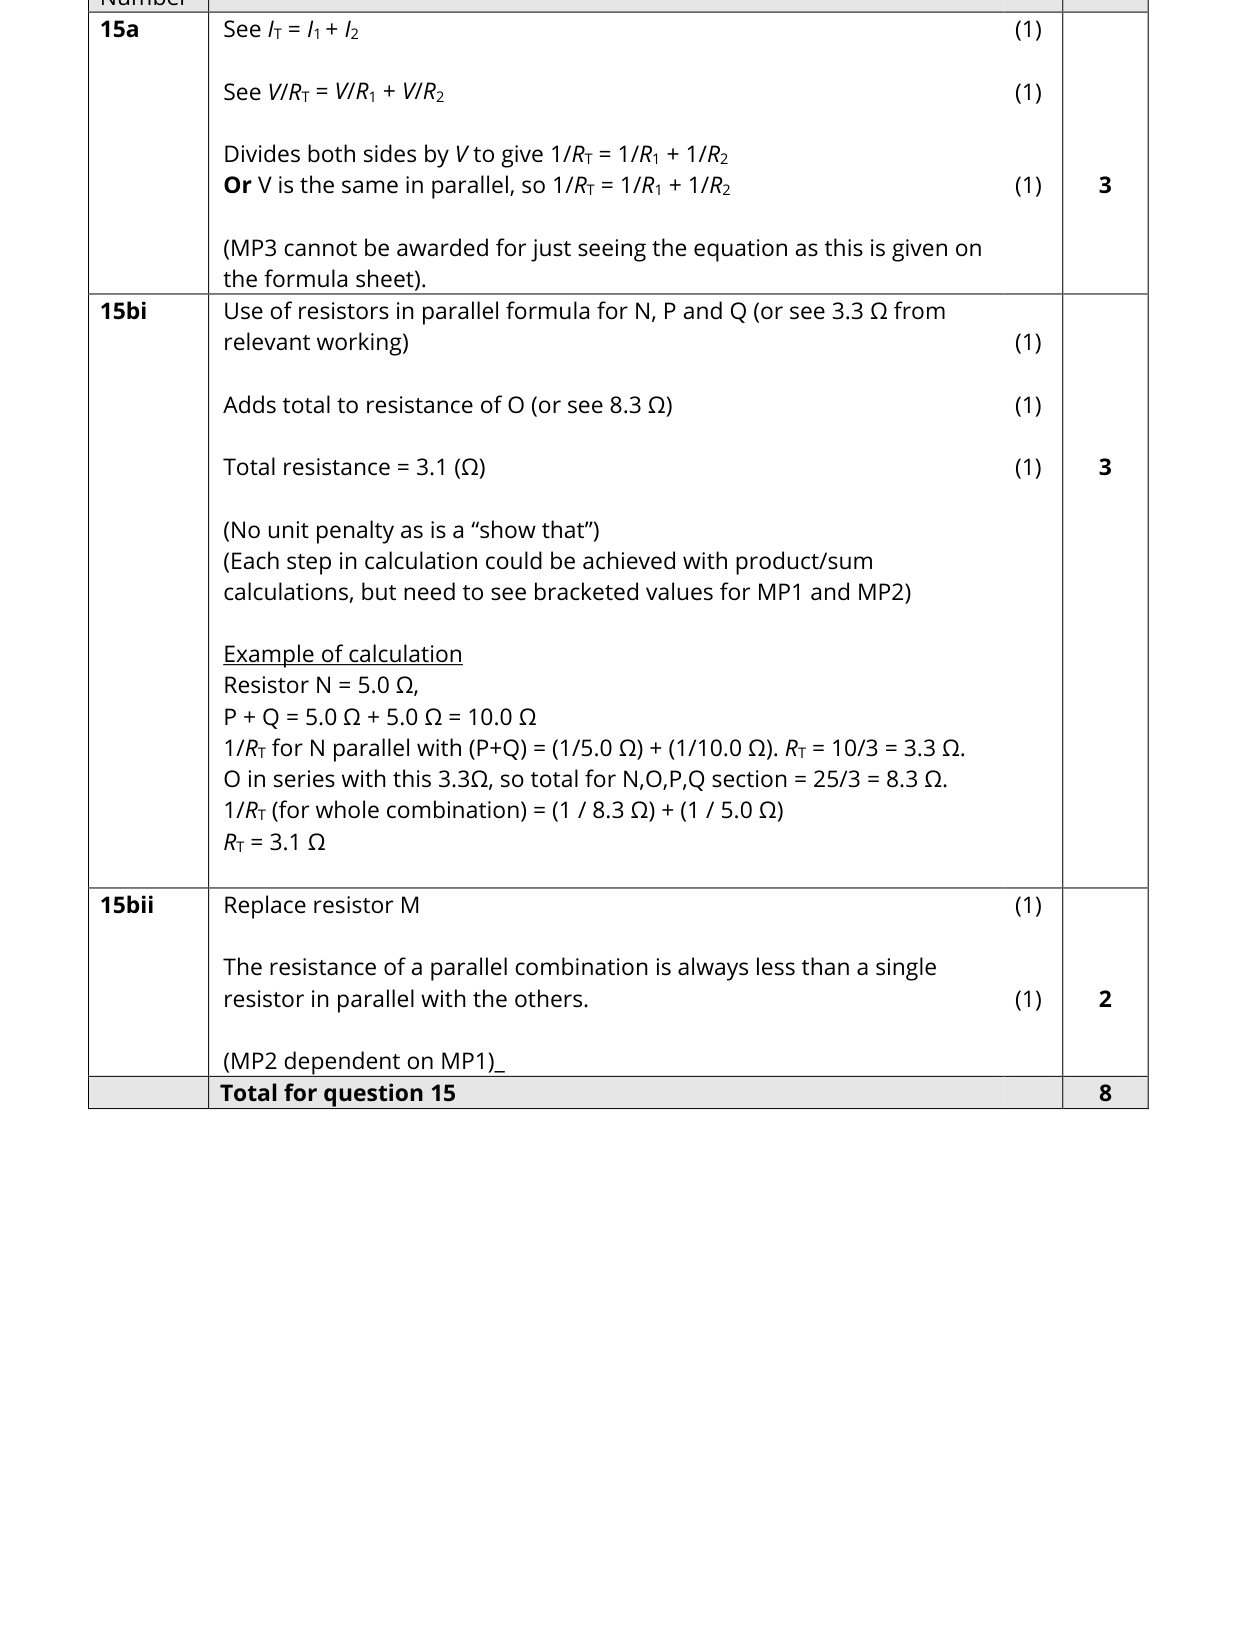 Number
15a See IT = I1 + I2 (1)
See V/RT = V/R1 + V/R2 (1)
Divides both sides by V to give 1/RT = 1/R1 + 1/R2
Or V is the same in parallel, so 1/RT = 1/R1 + 1/R2 (1) 3
(MP3 cannot be awarded for just seeing the equation as this is given on
the formula sheet).
15bi Use of resistors in parallel formula for N, P and Q (or see 3.3 Ω from
relevant working) (1)
Adds total to resistance of O (or see 8.3 Ω) (1)
Total resistance = 3.1 (Ω) (1) 3
(No unit penalty as is a “show that”)
(Each step in calculation could be achieved with product/sum
calculations, but need to see bracketed values for MP1 and MP2)
Example of calculation
Resistor N = 5.0 Ω,
P + Q = 5.0 Ω + 5.0 Ω = 10.0 Ω
1/RT for N parallel with (P+Q) = (1/5.0 Ω) + (1/10.0 Ω). RT = 10/3 = 3.3 Ω.
O in series with this 3.3Ω, so total for N,O,P,Q section = 25/3 = 8.3 Ω.
1/RT (for whole combination) = (1 / 8.3 Ω) + (1 / 5.0 Ω)
RT = 3.1 Ω
15bii Replace resistor M (1)
The resistance of a parallel combination is always less than a single
resistor in parallel with the others. (1) 2
(MP2 dependent on MP1)_
Total for question 15 8